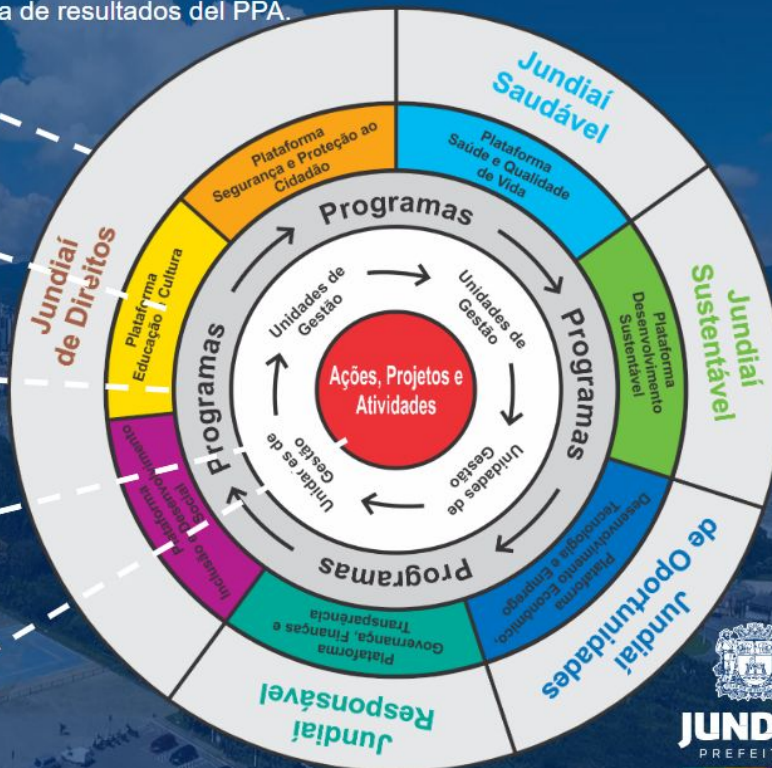 a de resultados del PPA.
Jundiaí
Saudável
Plataforma
Saúde e Qualidade
de Vida
Plataforma
Segurança e Proteção ao
Cidadão
Jundiaí
de Direitos
Plataforma
Educação e Cultura
Jundiaí
Sustentável
Plataforma
Desenvolvimento
Sustentável
Programas
Programas
Programas
Programas
Unidades de
Gestão
Unidades de
Gestão
Unidades de
Gestão
Unidades de
Gestão
Ações, Projetos e
Atividades
Plataforma
Inclusão e Desenvolvimento
Social
Plataforma
Desenvolvimento Econômico,
Tecnologia e Emprego
Jundiaí
de Oportunidades
Plataforma
Governança, Finanças e
Transparência
Jundiaí
Responsável
JUND
PREFEIT